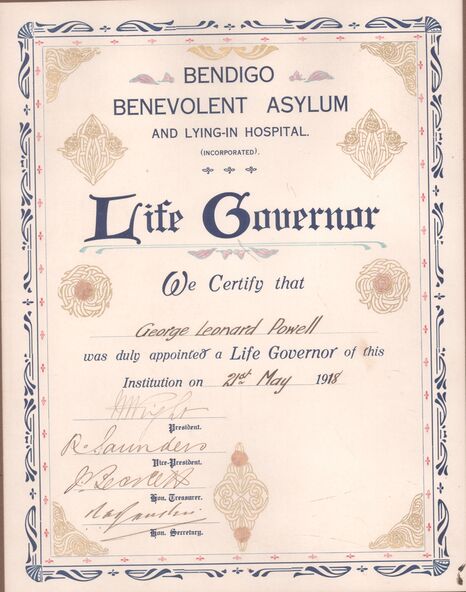 BENDIGO
BENEVOLENT ASYLUM
AND LYING-IN HOSPITAL.
(INCORPORATED).
Life Governor
We Certify that
George Leonard Powell
was duly appointed a Life Governor of this
Institution on 21st May 1918
President.
R. Saunders
Vice-President.
Hon. Treasurer.
Hon. Secretary.